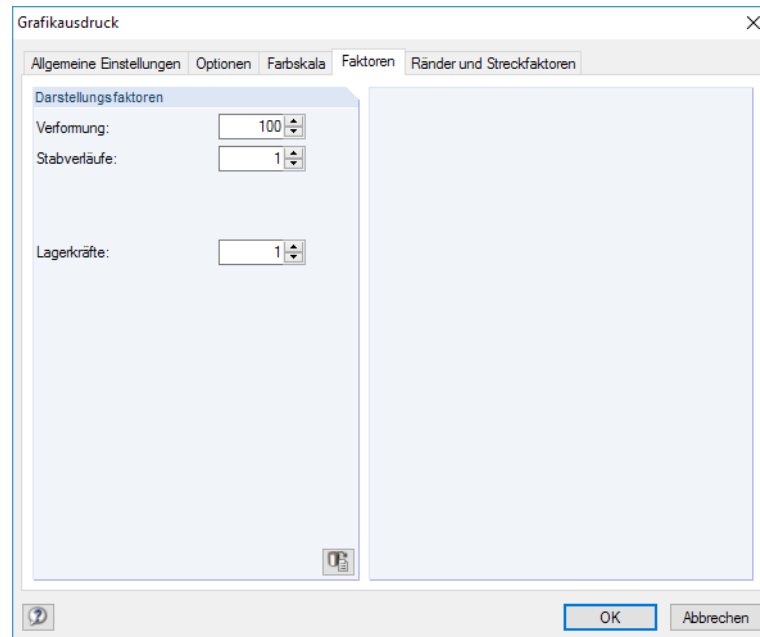 Grafikausdruck
Allgemeine Einstellungen Optionen Farbskala Faktoren Ränder und Streckfaktoren
Darstellungsfaktoren
Verformung: 100
Stabverläufe: 1
Lagerkräfte: 1
OK Abbrechen